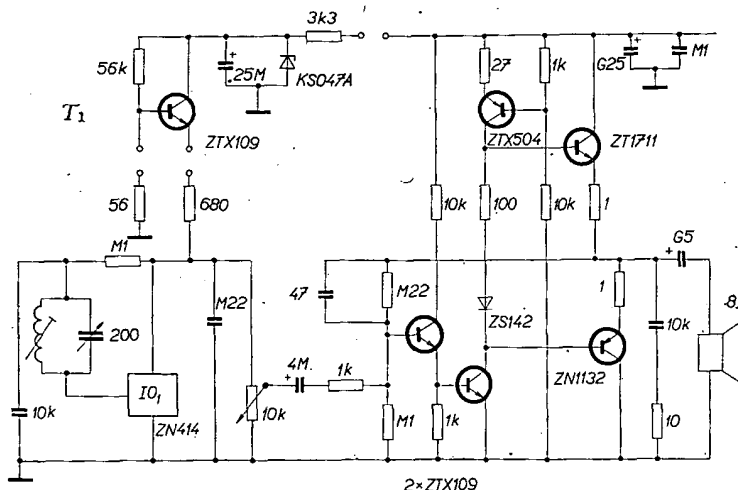 3k3
56k
25M
KS047A
27
1k
G25
M1
T1
ZTX109
ZTX504
ZT1711
56
680
10k
100
10k
1
M1
G5
M22
47
M22
1
200
ZS142
10k
8
IO1
4M.
1k
ZN1132
10k
10k
M1
1k
10
ZN414
2×ZTX109